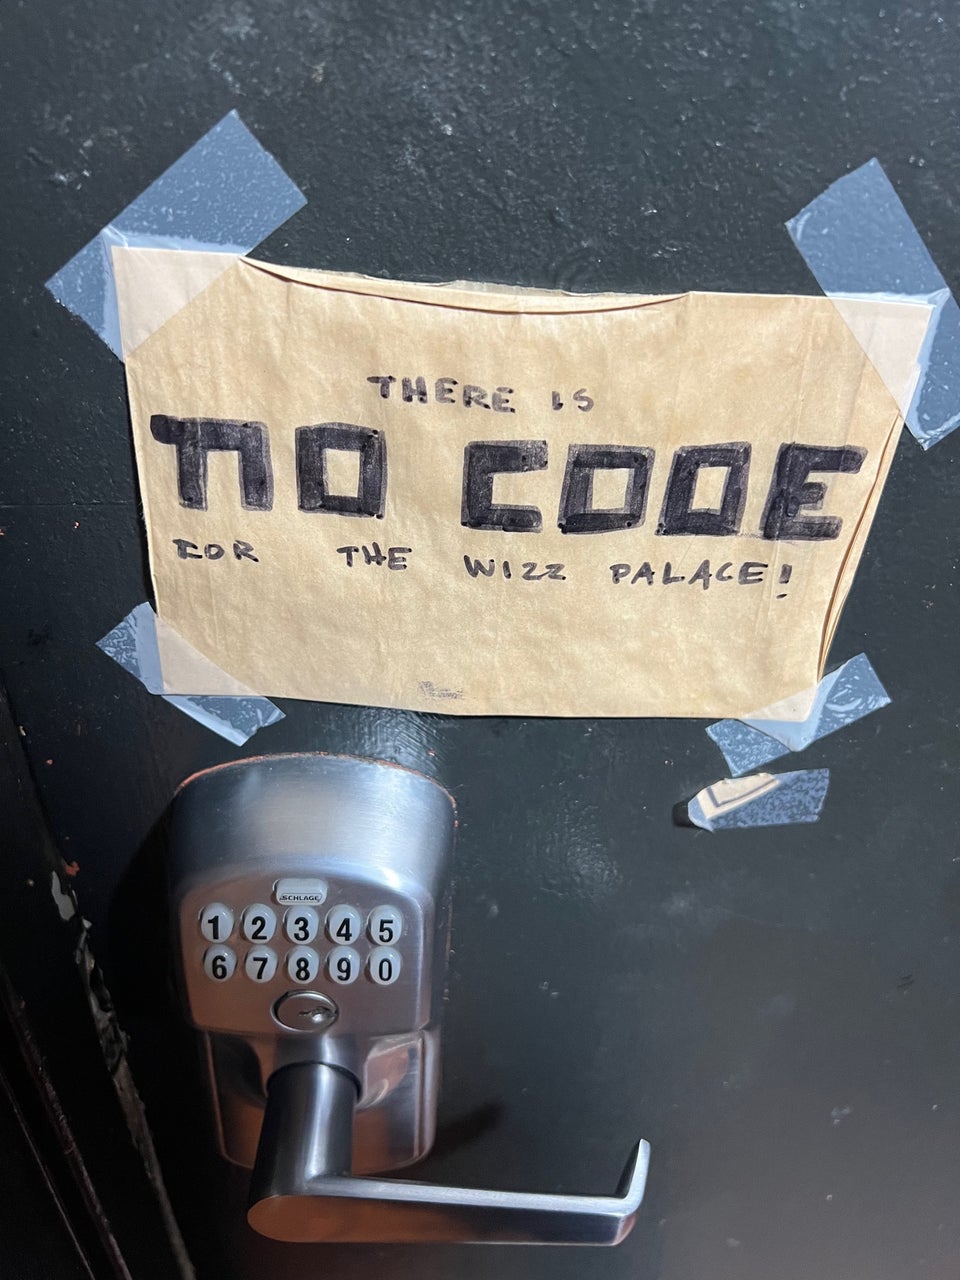 THERE IS
NO CODE
FOR THE WIZZ PALACE!
SCHLAGE
1 2 3 4 5
6 7 8 9 0